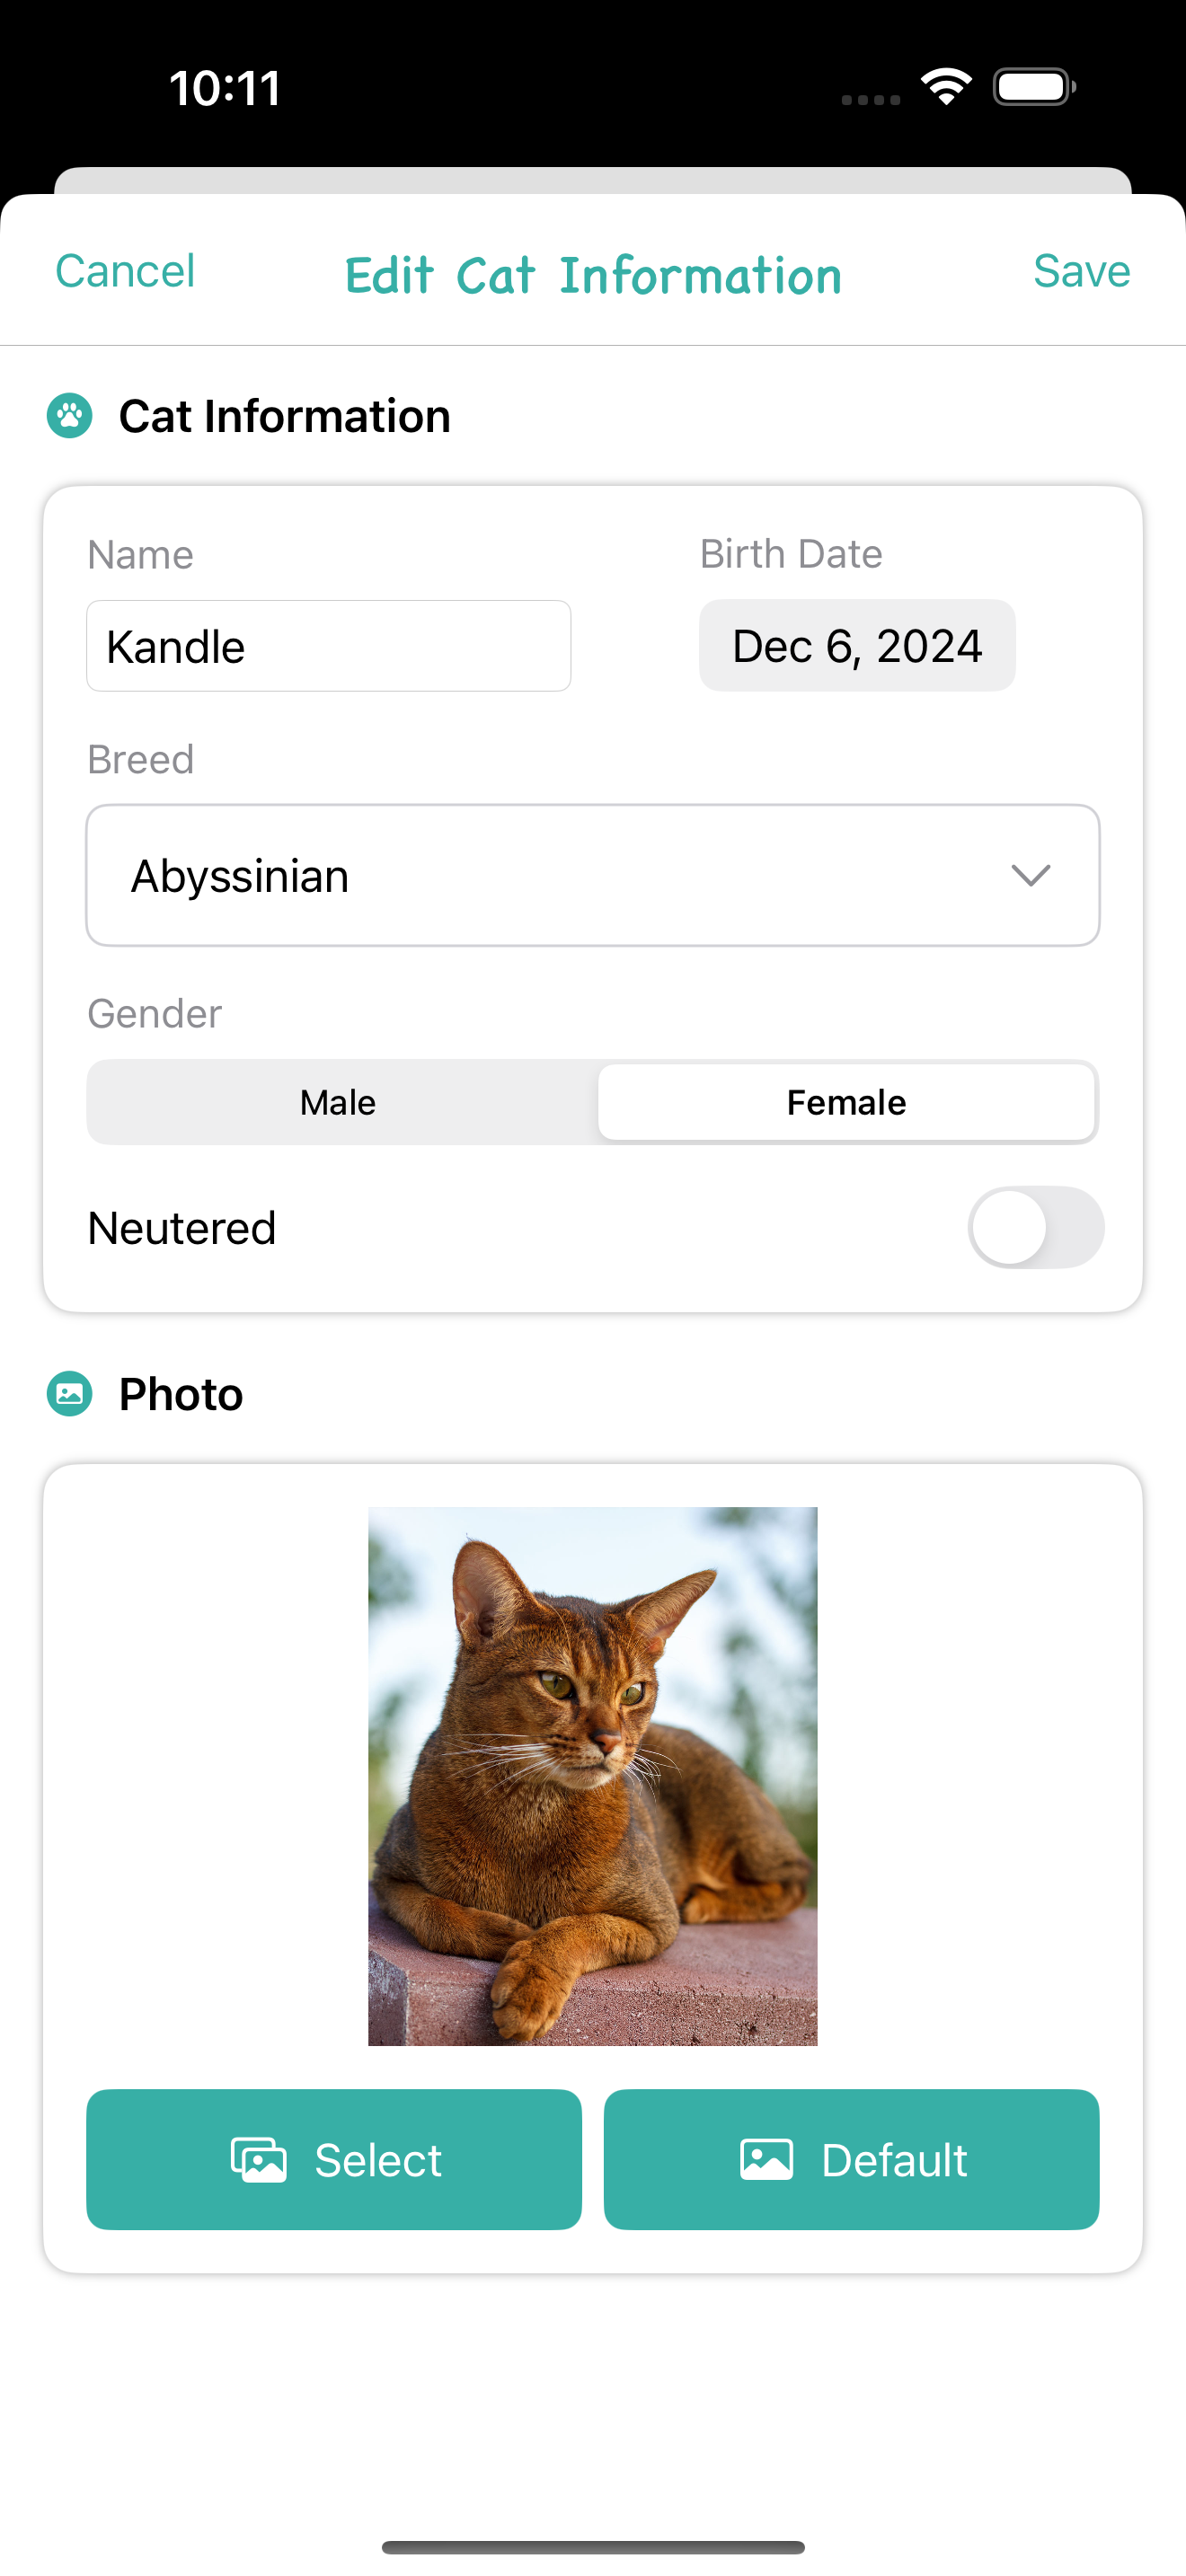 10:11
Cancel Edit Cat Information Save
Cat Information
Name Birth Date
Kandle Dec 6, 2024
Breed
Abyssinian
Gender
Male Female
Neutered
Photo
Select Default